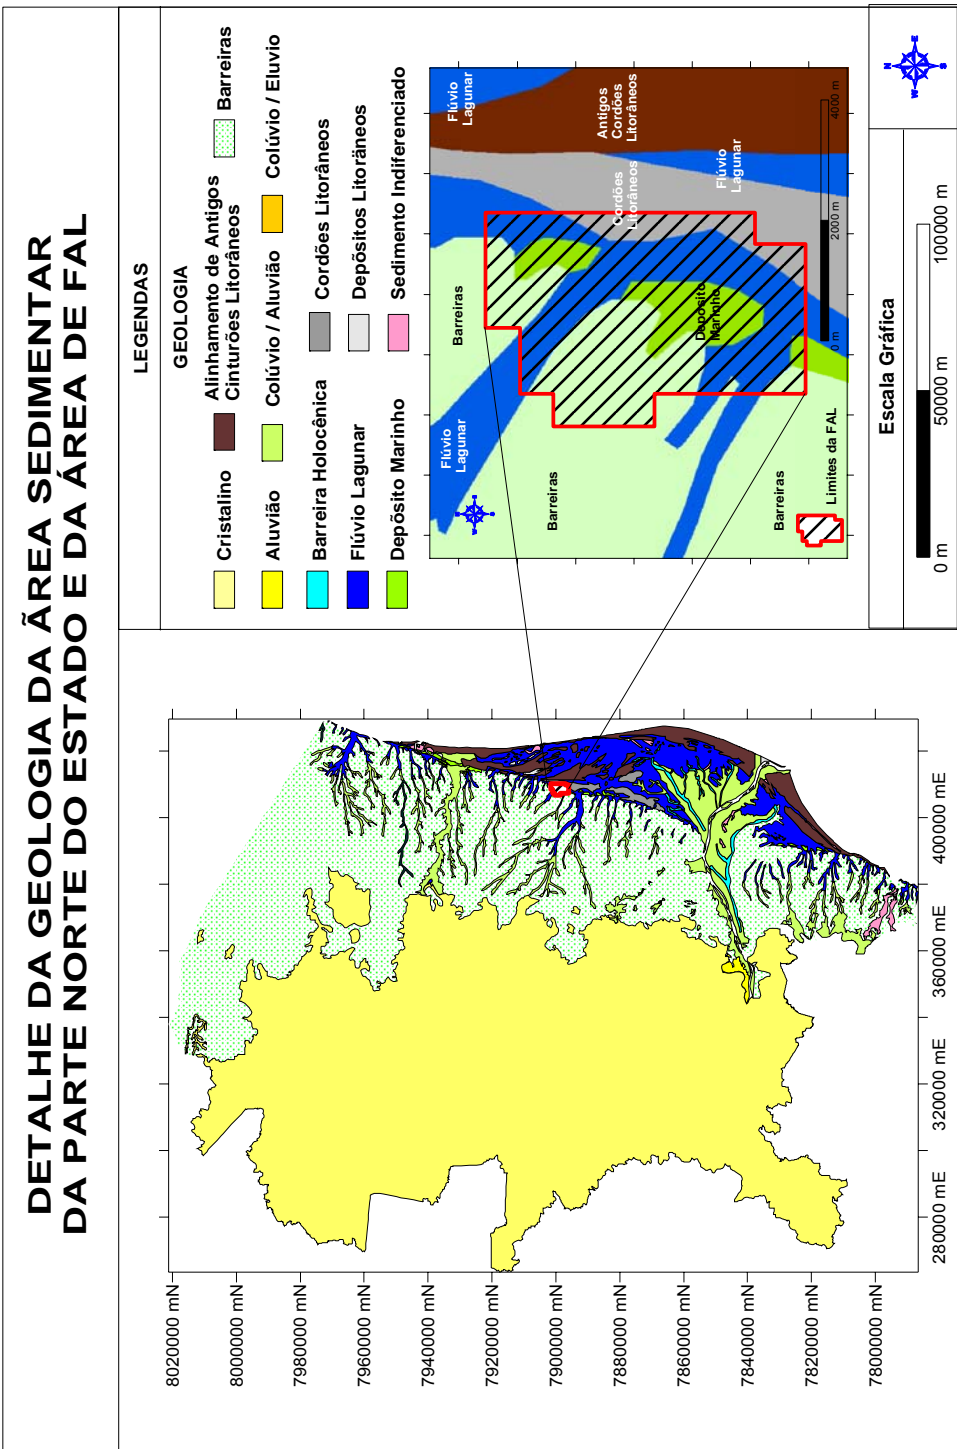 DETALHE DA GEOLOGIA DA ÃREA SEDIMENTAR
DA PARTE NORTE DO ESTADO E DA ÁREA DE FAL
LEGENDAS
GEOLOGIA
Cristalino
Alinhamento de Antigos
Cinturões Litorâneos
Barreiras
Aluvião
Colúvio / Aluvião
Colúvio / Eluvio
Barreira Holocênica
Cordões Litorâneos
Flúvio Lagunar
Depósitos Litorâneos
Depósito Marinho
Sedimento Indiferenciado
Flúvio
Lagunar
Barreiras
Flúvio
Lagunar
Barreiras
Cordões
Litorâneos
Antigos
Cordões
Litorâneos
Flúvio
Lagunar
Depósito
Marinho
Barreiras
Limites da FAL
0 m
2000 m
4000 m
N
E
S
W
Escala Gráfica
0 m
50000 m
100000 m
N
E
S
W
8020000 mN
8000000 mN
7980000 mN
7960000 mN
7940000 mN
7920000 mN
7900000 mN
7880000 mN
7860000 mN
7840000 mN
7820000 mN
7800000 mN
280000 mE
320000 mE
360000 mE
400000 mE